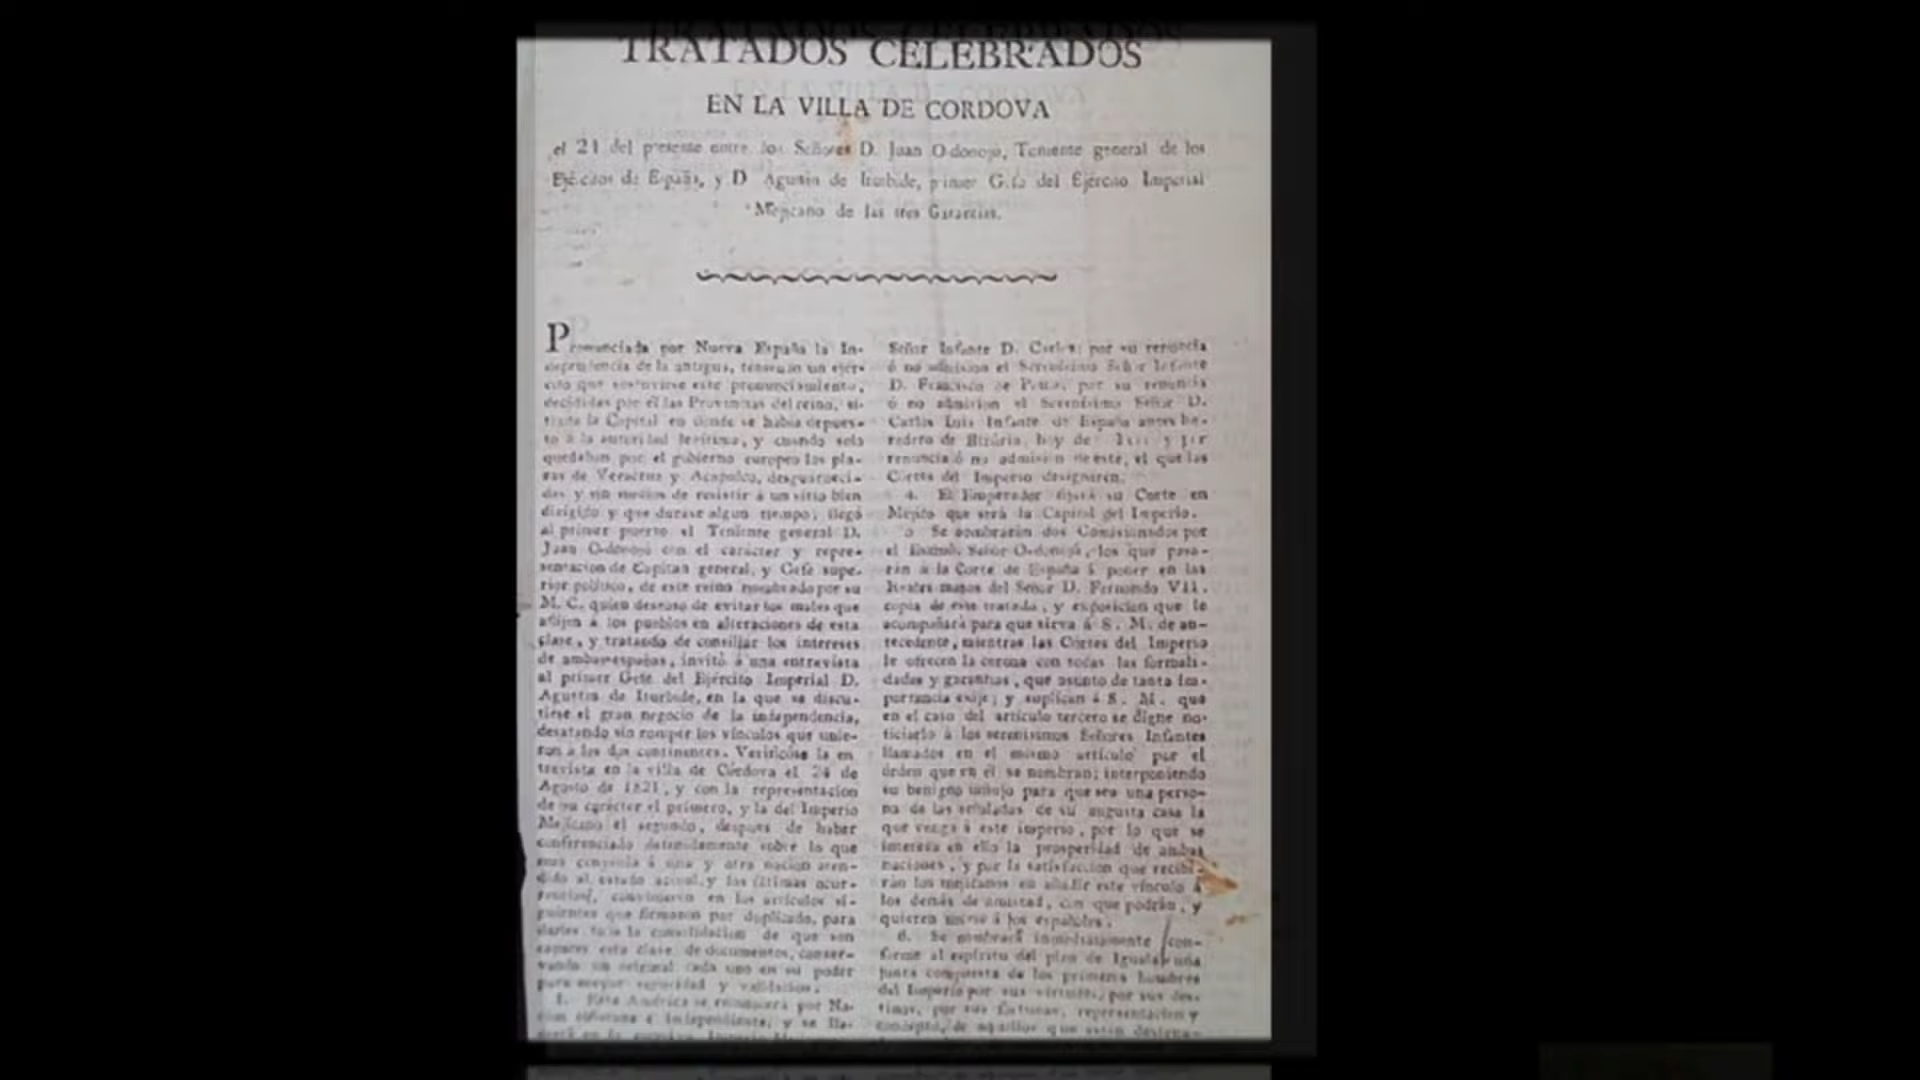 TRATADOS CELEBRADOS
EN LA VILLA DE CORDOVA
el 21 del presente entre los Señores D. Juan O-donojú, Teniente general de los
Ejércitos de España, y D Agustin de Iturbide, primer Gefe del Ejército Imperial
Mejicano de las tres Garantias.
Pronunciada por Nueva España la In-
dependencia de la antigua, tenia un ejér-
cito que sostuviese este pronunciamiento,
decididas por él las Provincias del reino, si-
tiada la Capital en donde se habia depues-
to á la autoridad legítima, y cuando solo
quedaban por el gobierno europeo las pla-
zas de Veracruz y Acapulco, desguarneci-
das y sin medios de resistir á un sitio bien
dirigido y que durase algun tiempo; llegó
al primer puerto el Teniente general D.
Juan O-donojú con el carácter y repre-
sentacion de Capitan general, y Gefe supe-
rior político, de este reino nombrado por su
M. C. quien deseoso de evitar los males que
aflijen á los pueblos en alteraciones de esta
clase, y tratando de consiliar los intereses
de ambas españas, invitó á una entrevista
al primer Gefe del Ejército Imperial D.
Agustin de Iturbide, en la que se discu-
tiese el gran negocio de la independencia,
desatando sin romper los vínculos que unie-
ron á los dos continentes. Verificóse la en
trevista en la villa de Córdova el 24 de
Agosto de 1821, y con la representacion
de su carácter el primero, y la del Imperio
Mejicano el segundo, despues de haber
conferenciado detenidamente sobre lo que
mas convenia á una y otra nacion aten-
dido el estado actual y las últimas ocur-
rencias, convinieron en los artículos si-
guientes que firmaron por duplicado, para
darles toda la consolidacion de que son
capaces esta clase de documentos, conser-
vando un original cada uno en su poder
para mayor seguridad y validacion.
1. Esta América se reconocerá por Na-
cion soberana é independiente, y se lla-
Señor Infante D. Carlos; por su renuncia
ó no admision el Serenísimo Señor Infante
D. Francisco de Paula, por su renuncia
ó no admision el Serenísimo Señor D.
Carlos Luis Infante de España antes he-
redero de Etruria, hoy de y por
renuncia ó no admision de este, el que las
Cortes del Imperio designaren.
4. El Emperador fijará su Corte en
Mejico que será la Capital del Imperio.
5 Se nombrarán dos Comisionados por
el Exmo. Señor O-donojú, los que pasa-
rán á la Corte de España á poner en las
Reales manos del Señor D. Fernando VII.
copia de este tratado, y exposicion que le
acompañará para que sirva á S. M. de an-
tecedente, mientras las Cortes del Imperio
le ofrecen la corona con todas las formali-
dades y garantias, que asunto de tanta im-
portancia exije; y suplican á S. M. que
en el caso del artículo tercero se digne no-
ticiarlo á los serenísimos Señores Infantes
llamados en el mismo artículo por el
órden que en él se nombran; interponiendo
su benigno influjo para que sea una perso-
na de las señaladas de su augusta casa la
que venga á este imperio, por lo que se
interesa en ello la prosperidad de ambas
naciones, y por la satisfaccion que recibi-
rán los mejicanos en añadir este vínculo á
los demás de amistad, con que podrán, y
quieren unirse á los españoles.
6. Se nombrará inmediatamente con-
forme al espíritu del plan de Iguala una
junta compuesta de los primeros hombres
del Imperio por sus virtudes, por sus des-
tinos, por sus fortunas, representacion y
concepto, de aquellos que estan designa-